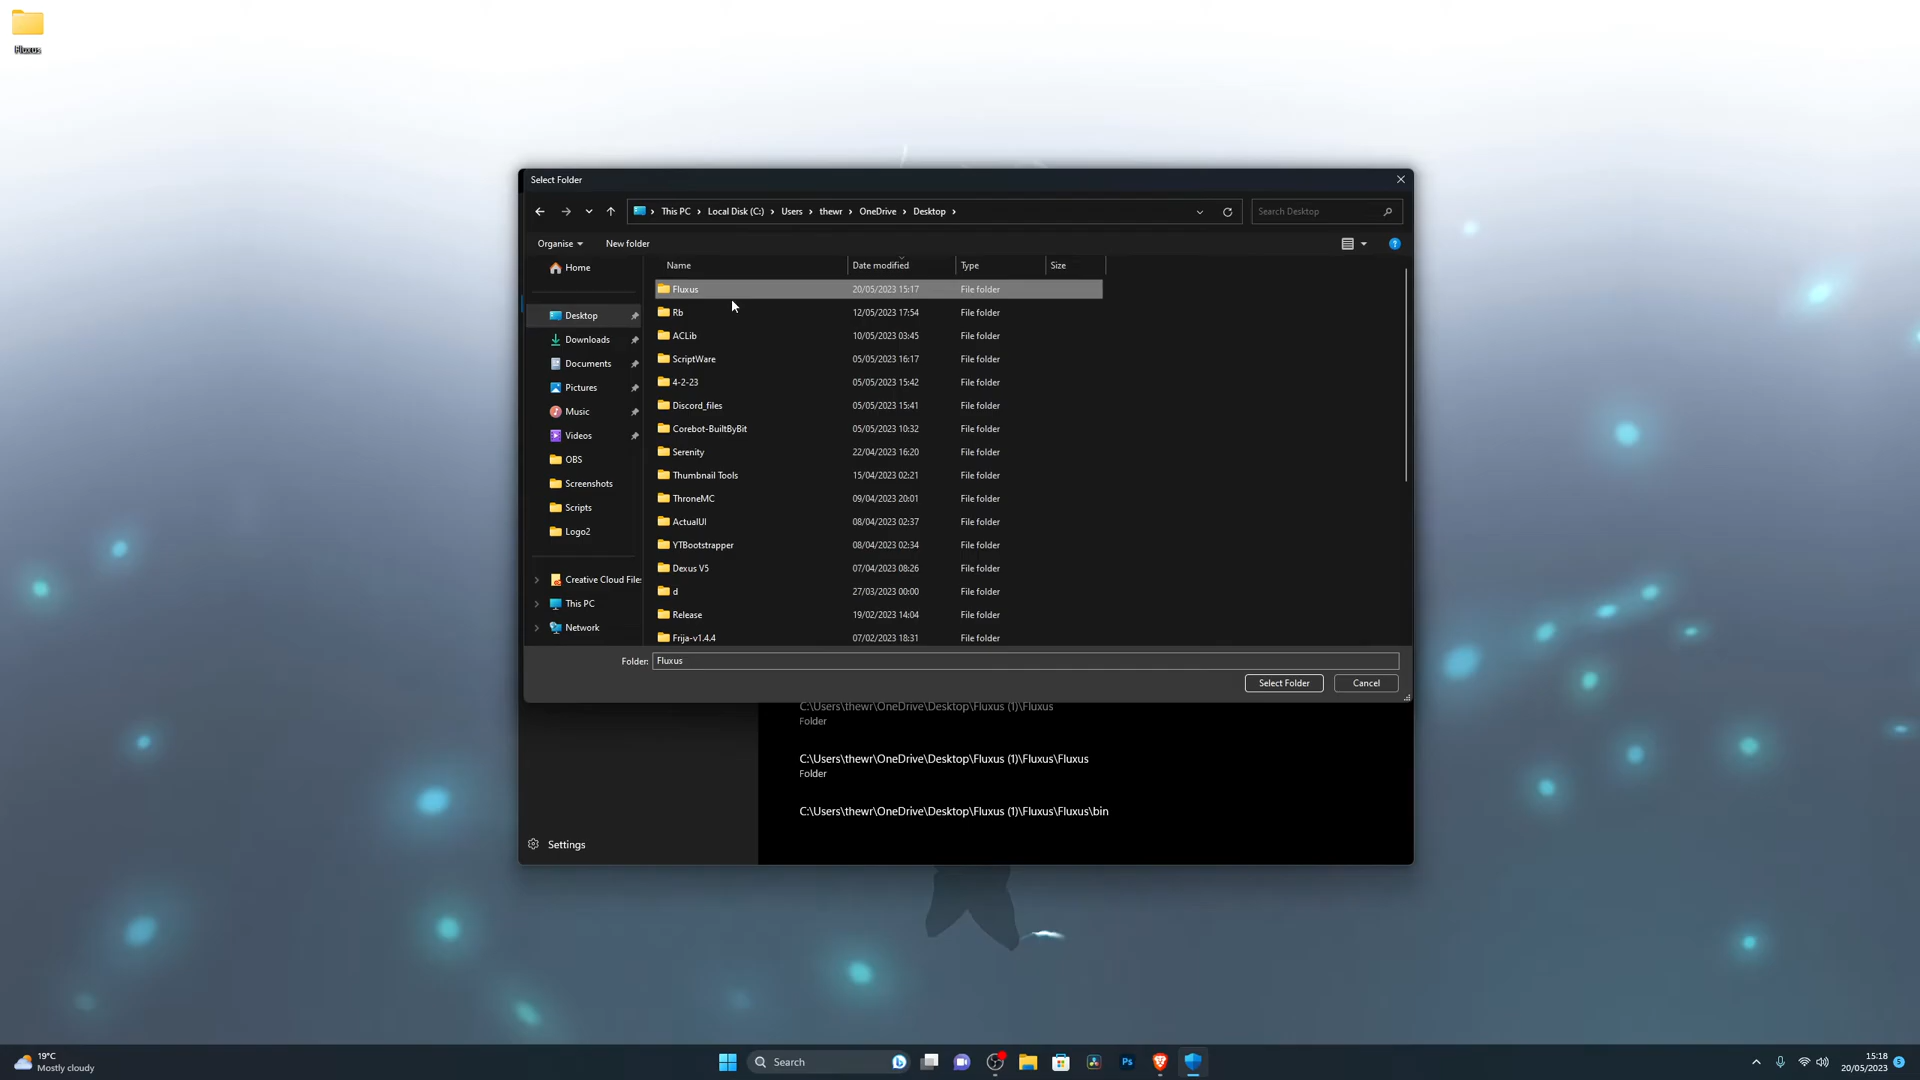 Fluxus
Select Folder
This PC > Local Disk (C:) > Users > thewr > OneDrive > Desktop >
Search Desktop
Organise
New folder
Home
Desktop
Downloads
Documents
Pictures
Music
Videos
OBS
Screenshots
Scripts
Logo2
Creative Cloud File
This PC
Network
Name Date modified Type Size
Fluxus 20/05/2023 15:17 File folder
Rb 12/05/2023 17:54 File folder
ACLib 10/05/2023 03:45 File folder
ScriptWare 05/05/2023 16:17 File folder
4-2-23 05/05/2023 15:42 File folder
Discord_files 05/05/2023 15:41 File folder
Corebot-BuiltByBit 05/05/2023 10:32 File folder
Serenity 22/04/2023 16:20 File folder
Thumbnail Tools 15/04/2023 02:21 File folder
ThroneMC 09/04/2023 20:01 File folder
ActualUI 08/04/2023 02:37 File folder
YTBootstrapper 08/04/2023 02:34 File folder
Dexus V5 07/04/2023 08:26 File folder
d 27/03/2023 00:00 File folder
Release 19/02/2023 14:04 File folder
Frija-v1.4.4 07/02/2023 18:31 File folder
Folder: Fluxus
Select Folder
Cancel
C:\Users\thewr\OneDrive\Desktop\Fluxus (1)\Fluxus
Folder
C:\Users\thewr\OneDrive\Desktop\Fluxus (1)\Fluxus\Fluxus
Folder
C:\Users\thewr\OneDrive\Desktop\Fluxus (1)\Fluxus\Fluxus\bin
Settings
19°C
Mostly cloudy
Search
Ps
15:18
20/05/2023
5